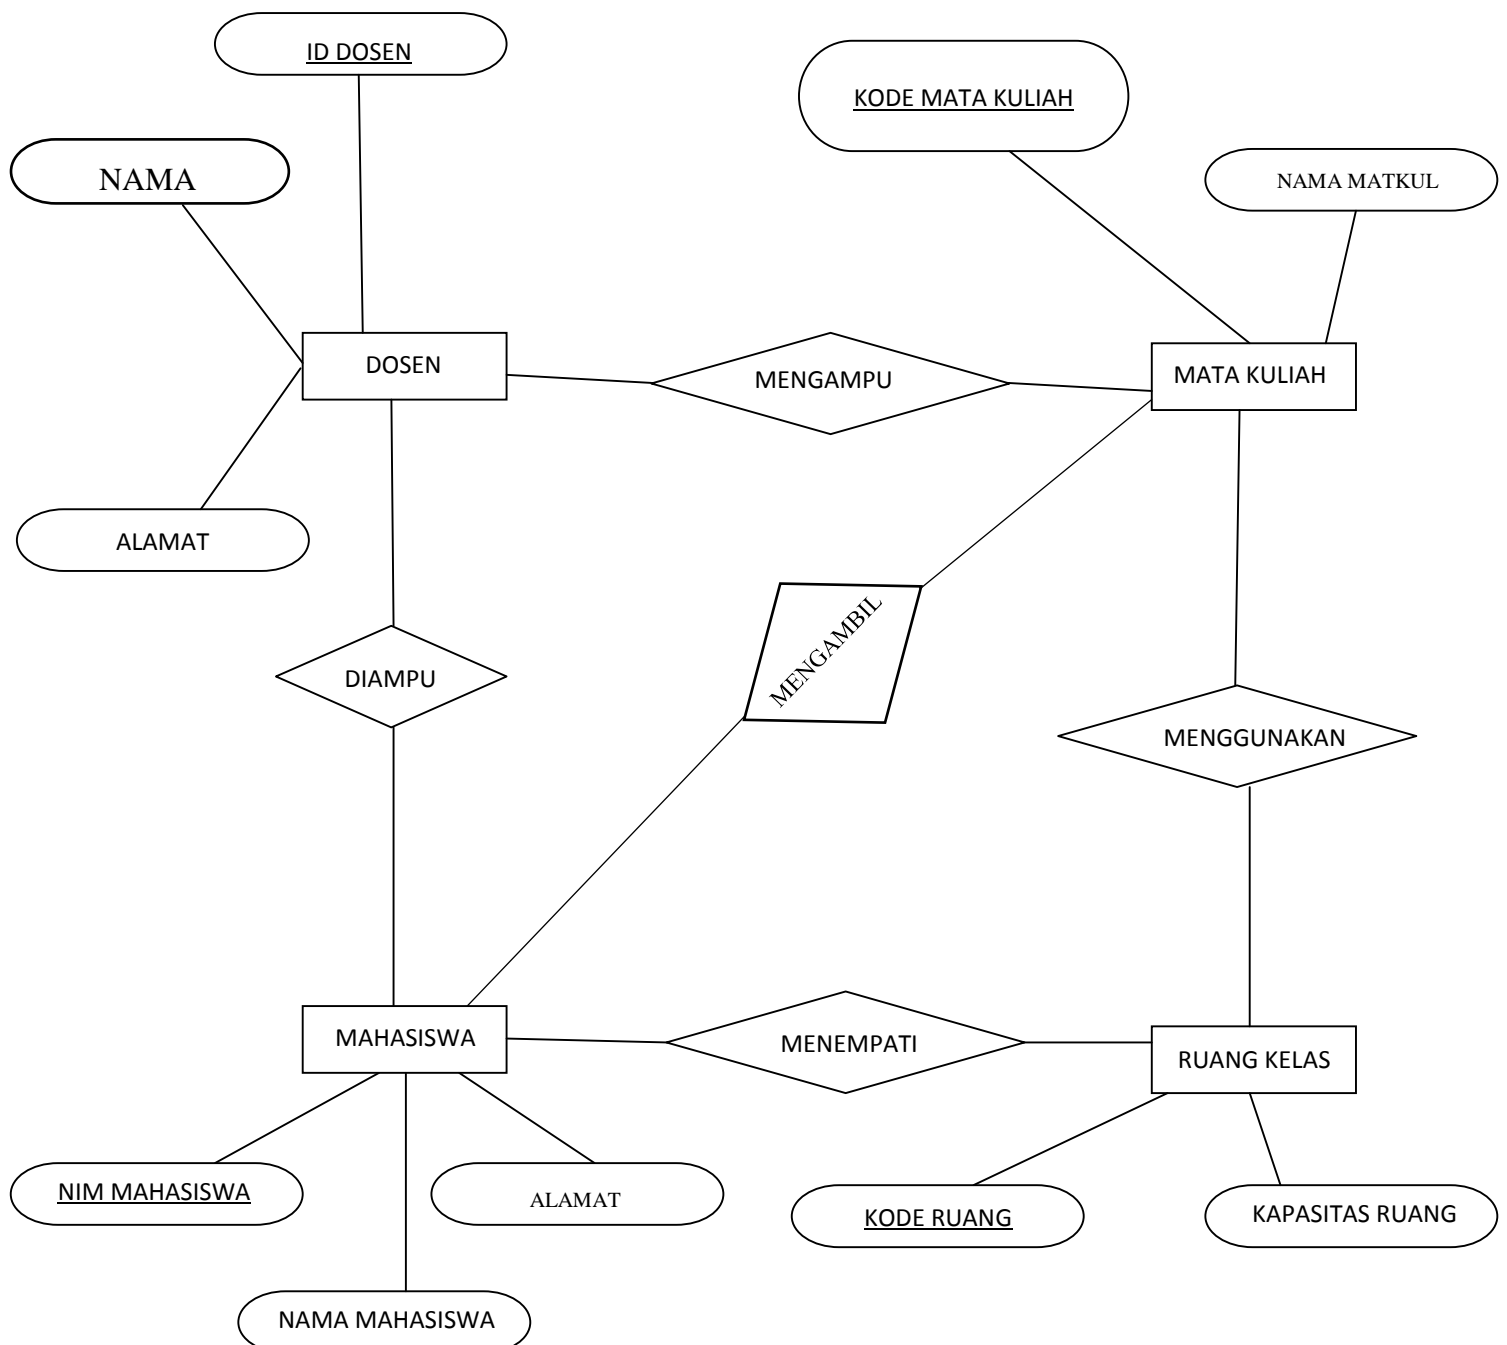 ID DOSEN
KODE MATA KULIAH
NAMA
NAMA MATKUL
DOSEN
MENGAMPU
MATA KULIAH
ALAMAT
MENGAMBIL
DIAMPU
MENGGUNAKAN
MAHASISWA
MENEMPATI
RUANG KELAS
NIM MAHASISWA
ALAMAT
KODE RUANG
KAPASITAS RUANG
NAMA MAHASISWA